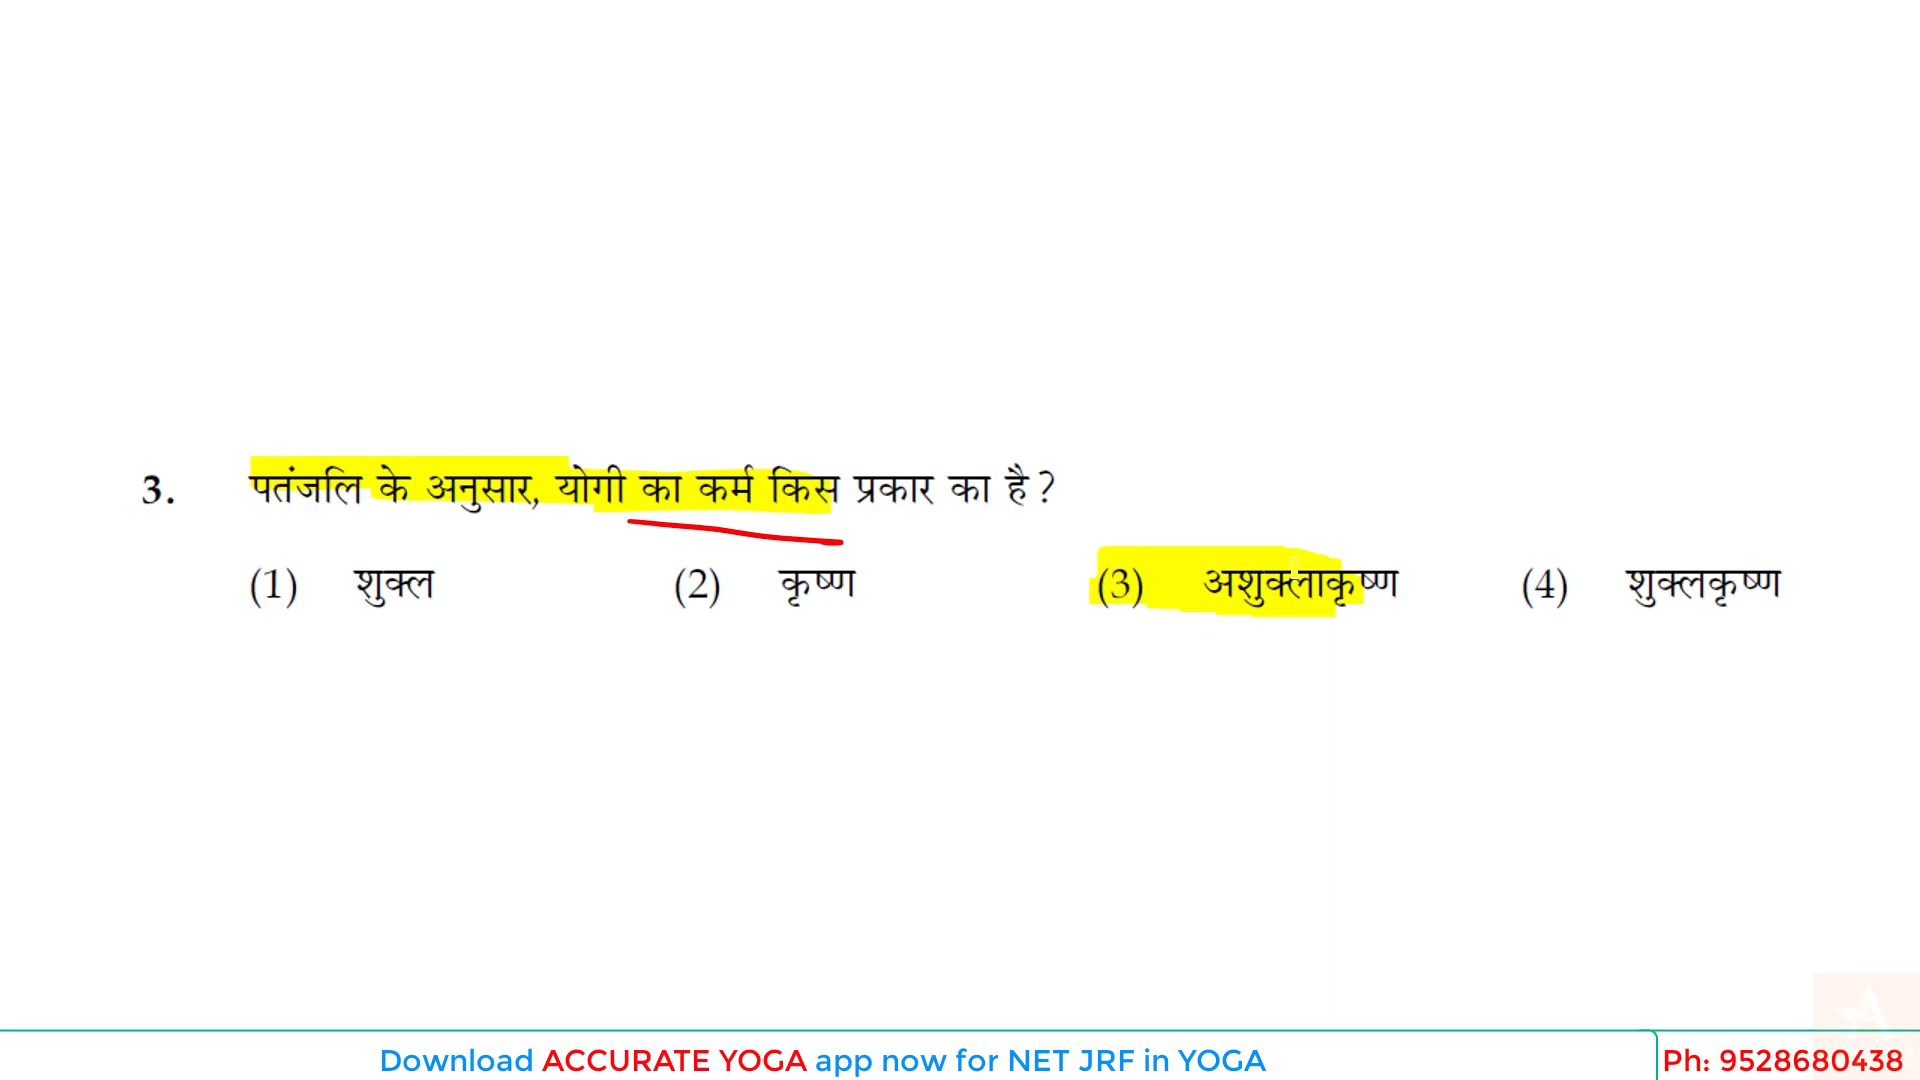 3. पतंजलि के अनुसार, योगी का कर्म किस प्रकार का है?
(1) शुक्ल (2) कृष्ण (3) अशुक्लाकृष्ण (4) शुक्लकृष्ण
Download ACCURATE YOGA app now for NET JRF in YOGA Ph: 9528680438